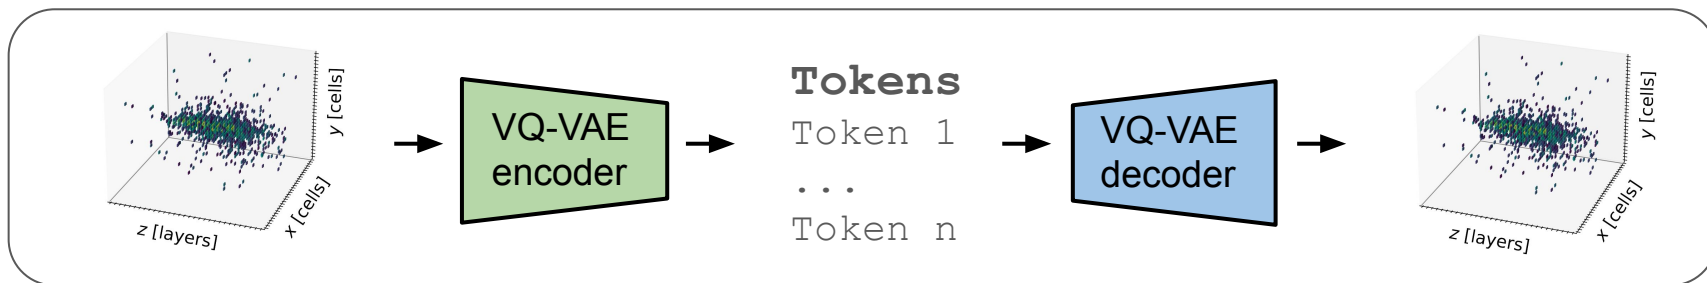 y [cells]
x [cells]
z [layers]
VQ-VAE
encoder
Tokens
Token 1
...
Token n
VQ-VAE
decoder
y [cells]
x [cells]
z [layers]